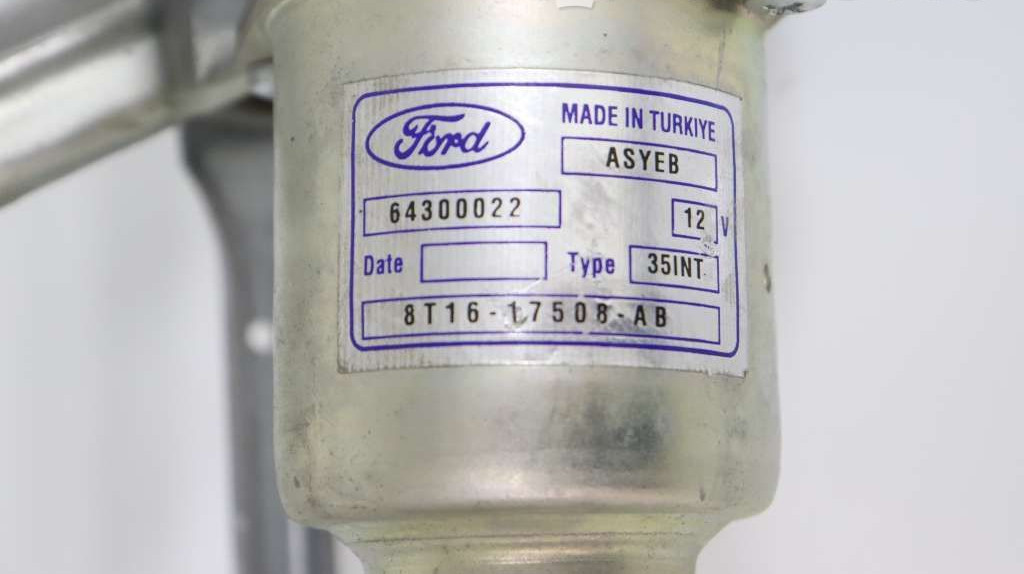 Ford
MADE IN TURKIYE
ASYEB
64300022
12 V
Date
Type 35INT
8T16-17508-AB